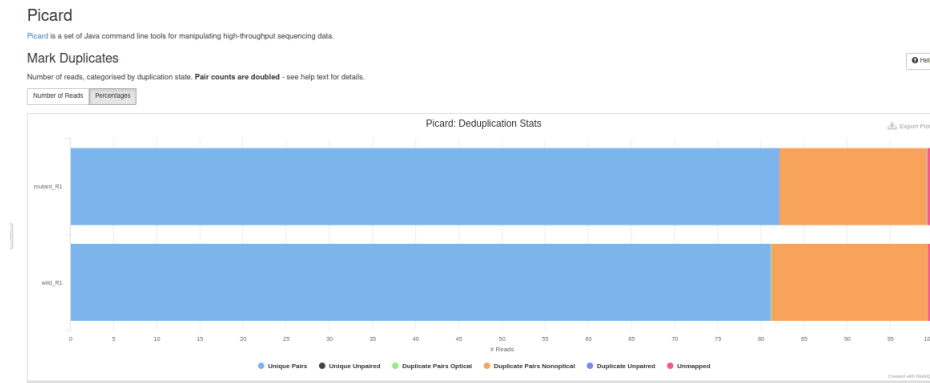 Picard
Picard is a set of Java command line tools for manipulating high-throughput sequencing data.
Mark Duplicates
Hel
Number of reads, categorised by duplication state. Pair counts are doubled - see help text for details.
Number of Reads Percentages
Picard: Deduplication Stats
Export Plot
mutant_R1
wild_R1
0 5 10 15 20 25 30 35 40 45 50 55 60 65 70 75 80 85 90 95 100
# Reads
Unique Pairs Unique Unpaired Duplicate Pairs Optical Duplicate Pairs Nonoptical Duplicate Unpaired Unmapped
Created with MultiQ